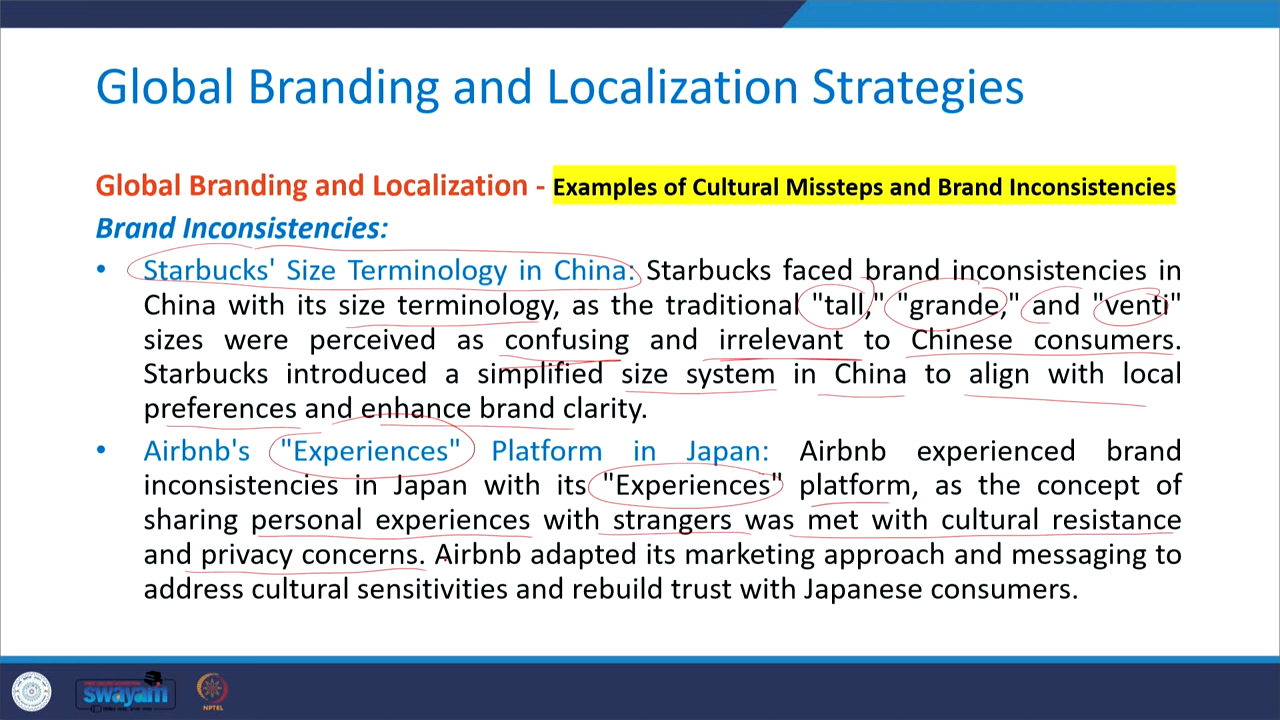 Global Branding and Localization Strategies
Global Branding and Localization - Examples of Cultural Missteps and Brand Inconsistencies
Brand Inconsistencies:
• Starbucks' Size Terminology in China: Starbucks faced brand inconsistencies in
China with its size terminology, as the traditional "tall," "grande," and "venti"
sizes were perceived as confusing and irrelevant to Chinese consumers.
Starbucks introduced a simplified size system in China to align with local
preferences and enhance brand clarity.
• Airbnb's "Experiences" Platform in Japan: Airbnb experienced brand
inconsistencies in Japan with its "Experiences" platform, as the concept of
sharing personal experiences with strangers was met with cultural resistance
and privacy concerns. Airbnb adapted its marketing approach and messaging to
address cultural sensitivities and rebuild trust with Japanese consumers.
swayam
NPTEL